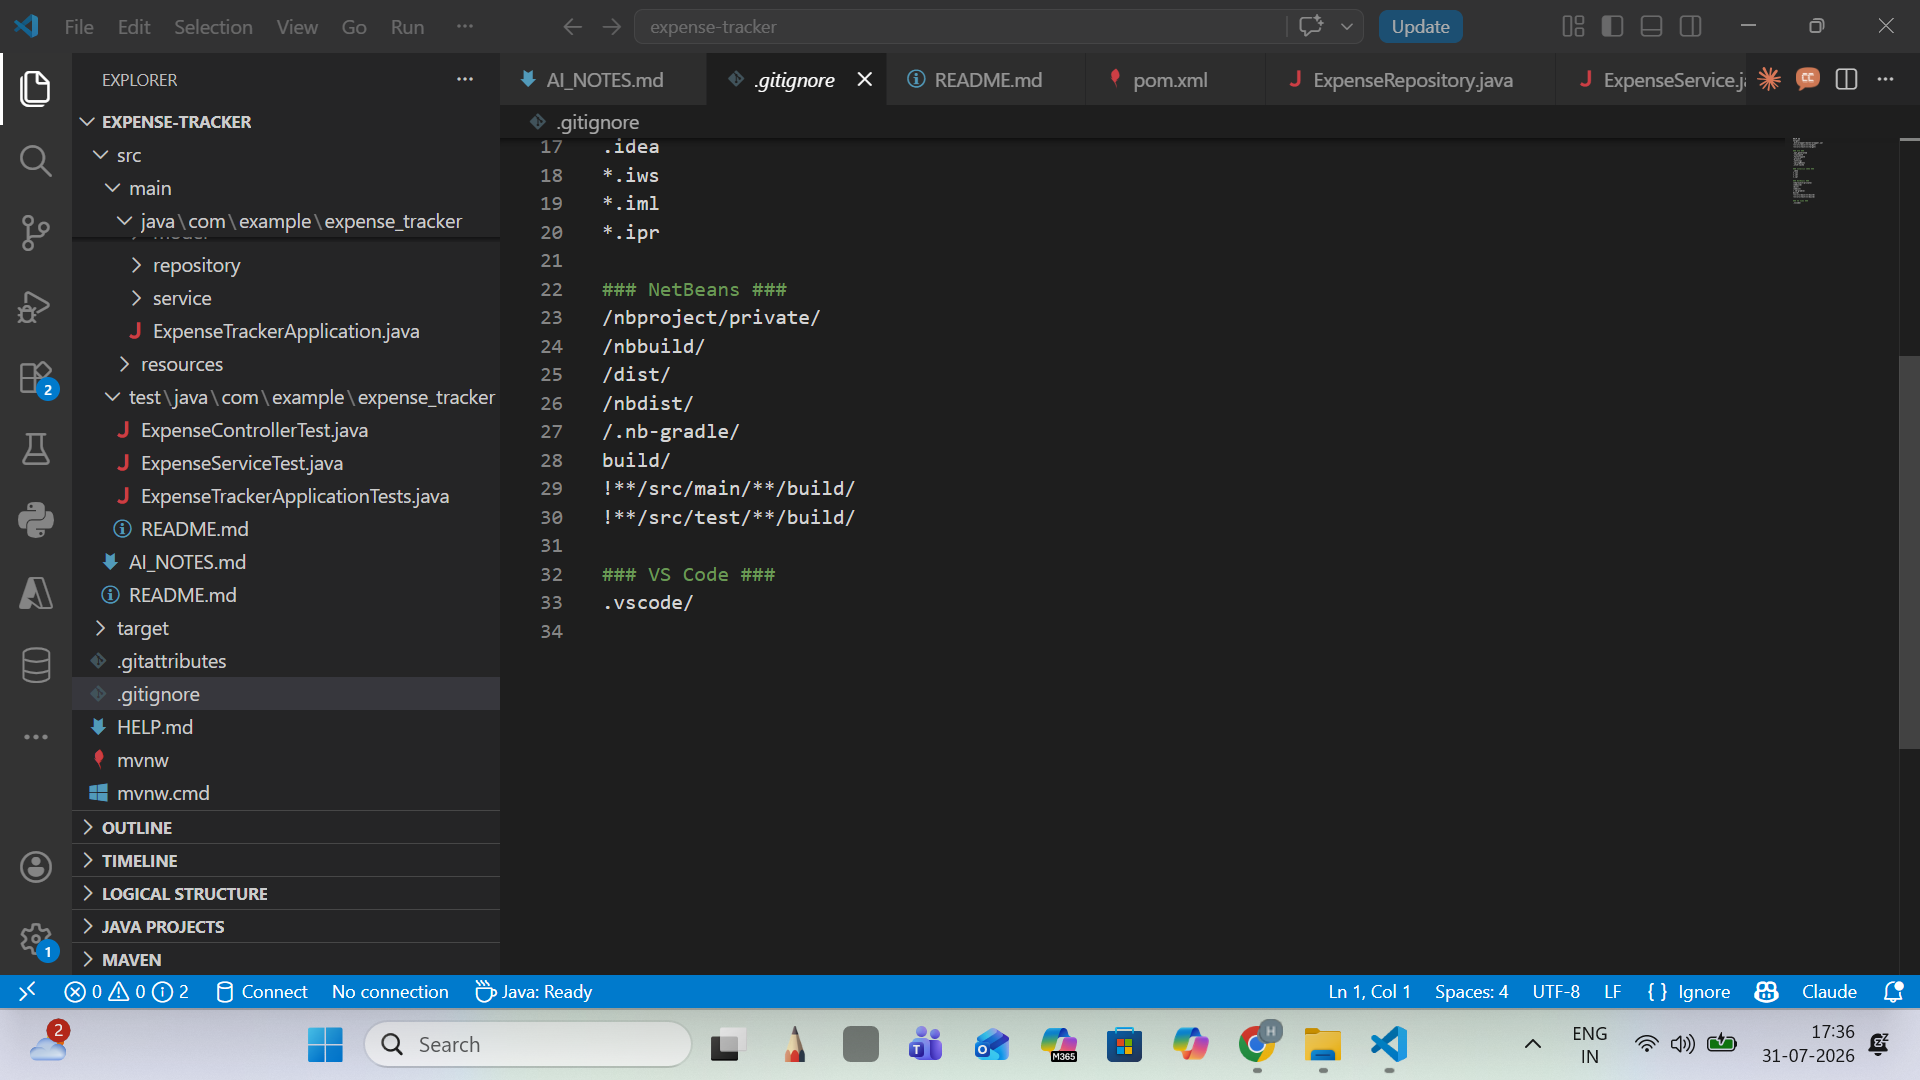 File Edit Selection View Go Run ···
expense-tracker
Update
EXPLORER
AI_NOTES.md
.gitignore
README.md
pom.xml
ExpenseRepository.java
ExpenseService.ja
CC
EXPENSE-TRACKER
src
main
java\com\example\expense_tracker
model
repository
service
ExpenseTrackerApplication.java
resources
test\java\com\example\expense_tracker
ExpenseControllerTest.java
ExpenseServiceTest.java
ExpenseTrackerApplicationTests.java
README.md
AI_NOTES.md
README.md
target
.gitattributes
.gitignore
HELP.md
mvnw
mvnw.cmd
OUTLINE
TIMELINE
LOGICAL STRUCTURE
JAVA PROJECTS
MAVEN
2
1
.gitignore
17 .idea
18 *.iws
19 *.iml
20 *.ipr
21
22 ### NetBeans ###
23 /nbproject/private/
24 /nbbuild/
25 /dist/
26 /nbdist/
27 /.nb-gradle/
28 build/
29 !**/src/main/**/build/
30 !**/src/test/**/build/
31
32 ### VS Code ###
33 .vscode/
34
0 0 2 Connect No connection Java: Ready
Ln 1, Col 1 Spaces: 4 UTF-8 LF { } Ignore Claude
2
Search
M365
H
ENG
IN
17:36
31-07-2026